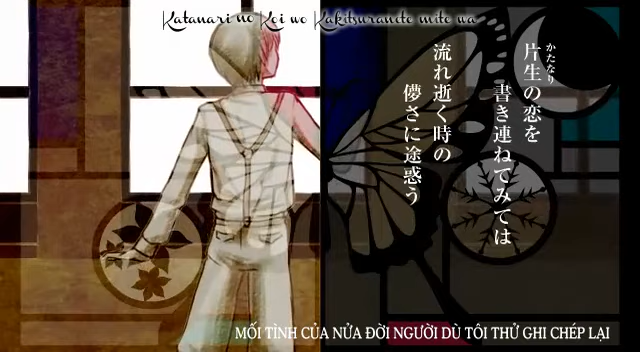 Katanari no Koi wo Kakitsuranete mite wa
かたなり
片生の恋を
書き連ねてみては
流れ逝く時の
儚さに途惑う
MỐI TÌNH CỦA NỬA ĐỜI NGƯỜI DÙ TÔI THỬ GHI CHÉP LẠI